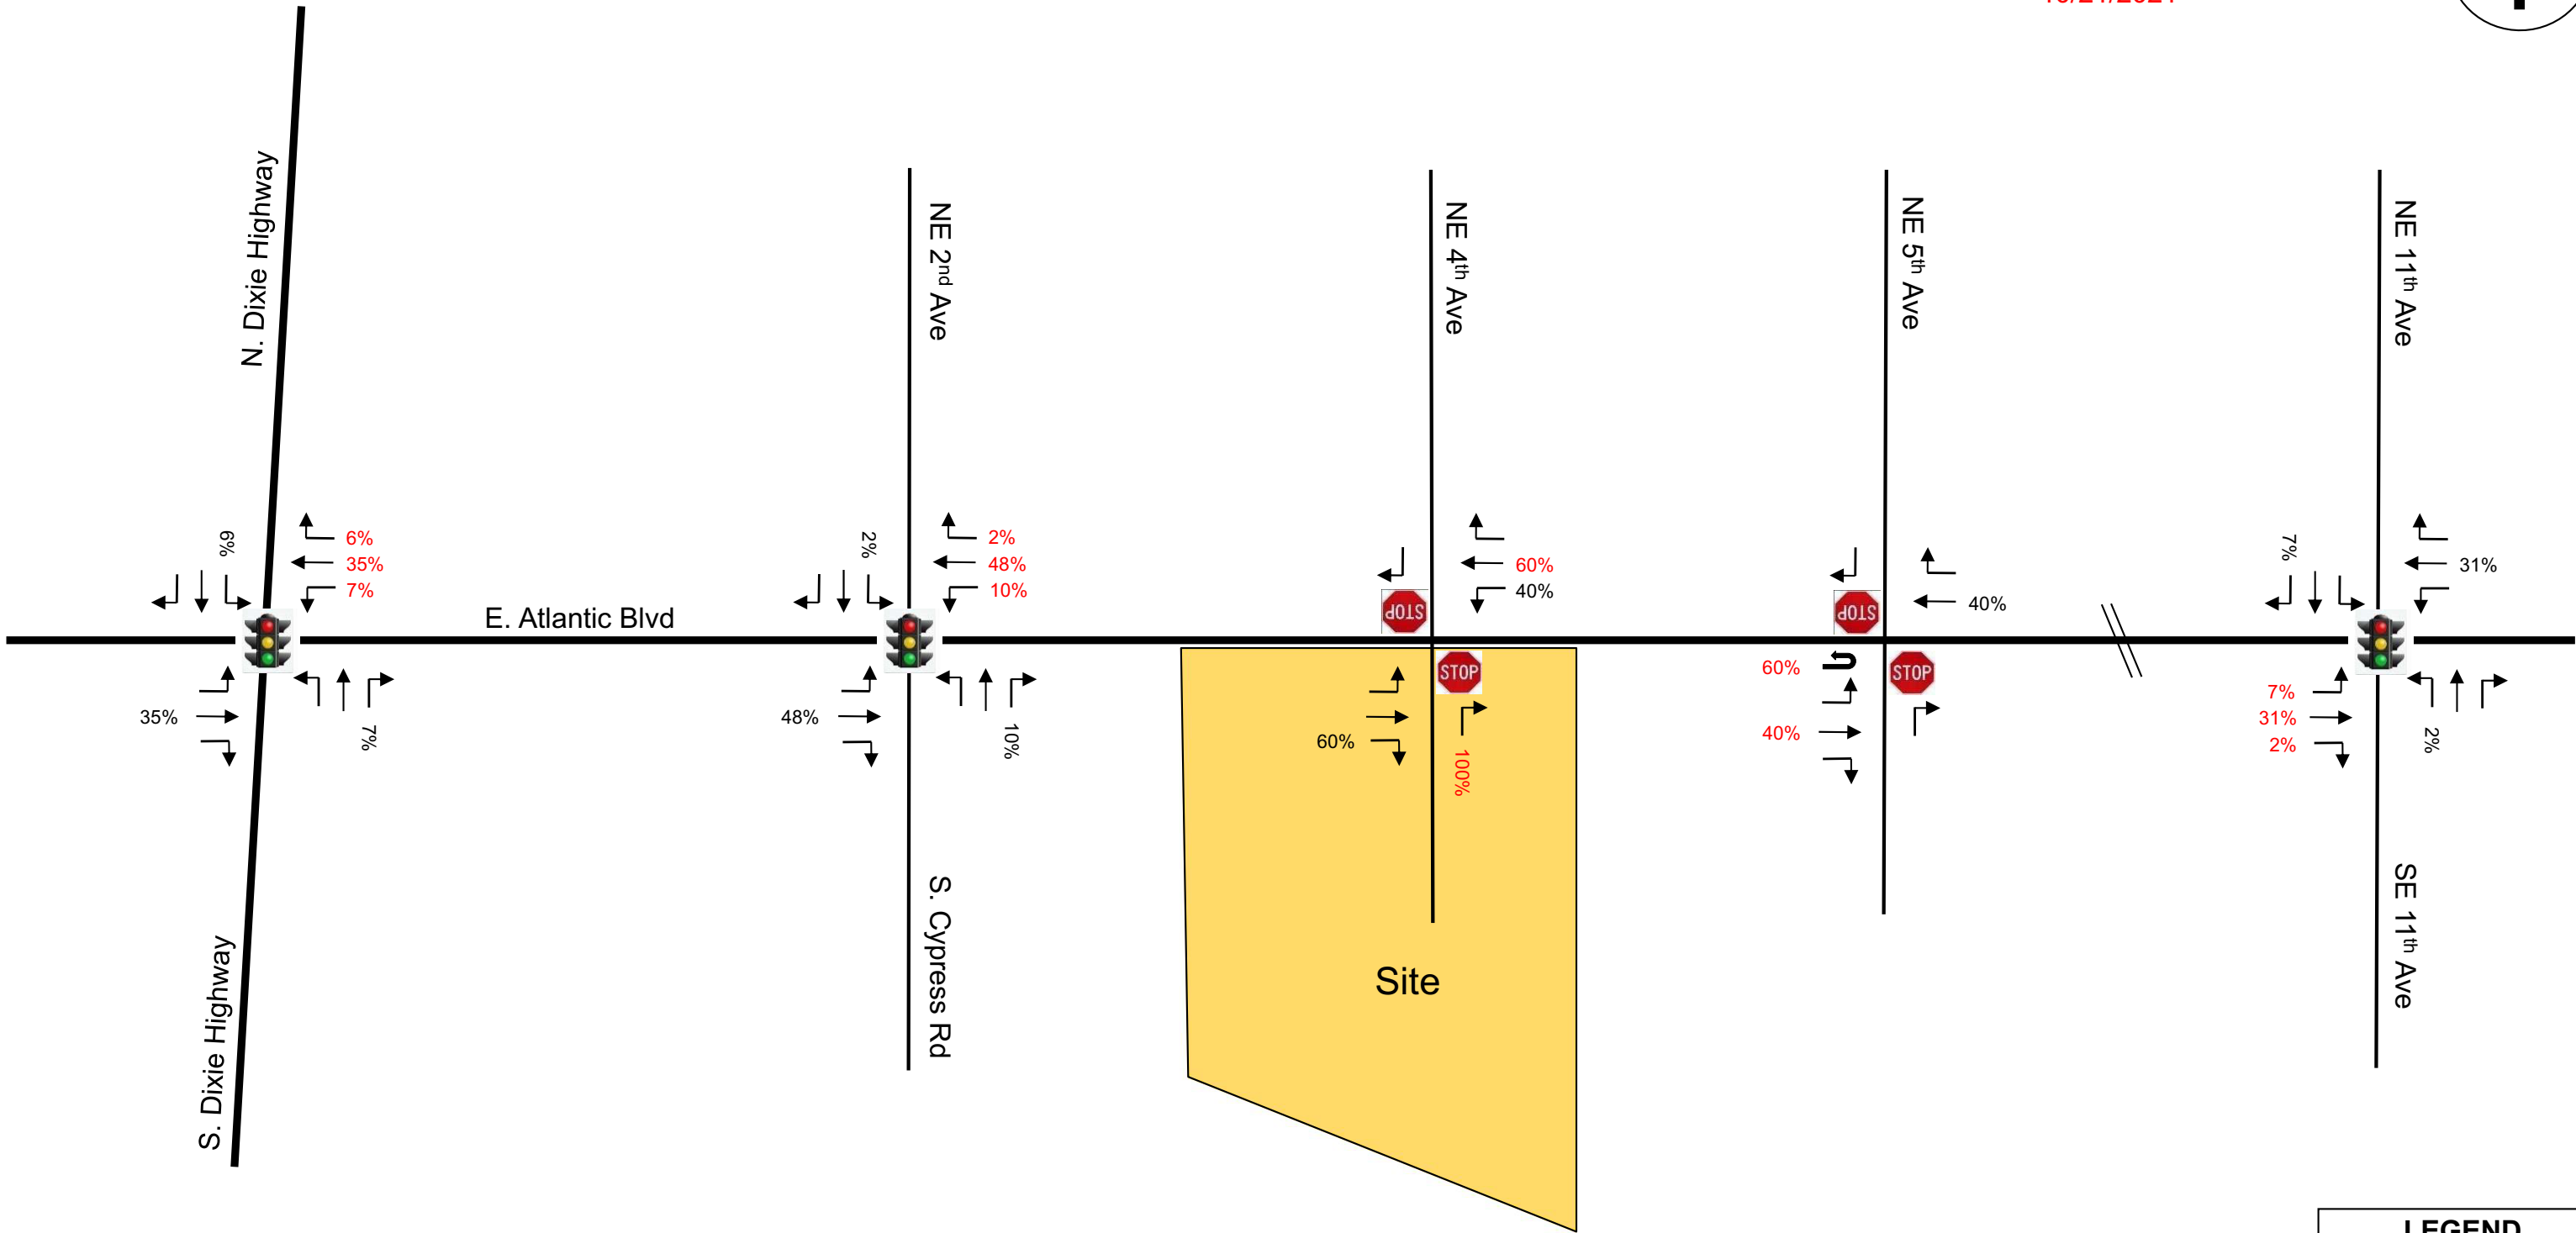 N. Dixie Highway
NE 2nd Ave
NE 4th Ave
NE 5th Ave
NE 11th Ave
6%
6%
35%
7%
2%
2%
48%
10%
60%
40%
40%
7%
31%
E. Atlantic Blvd
STOP
STOP
STOP
STOP
35%
7%
48%
10%
60%
100%
60%
40%
7%
31%
2%
2%
S. Dixie Highway
S. Cypress Rd
Site
SE 11th Ave
LEGEND